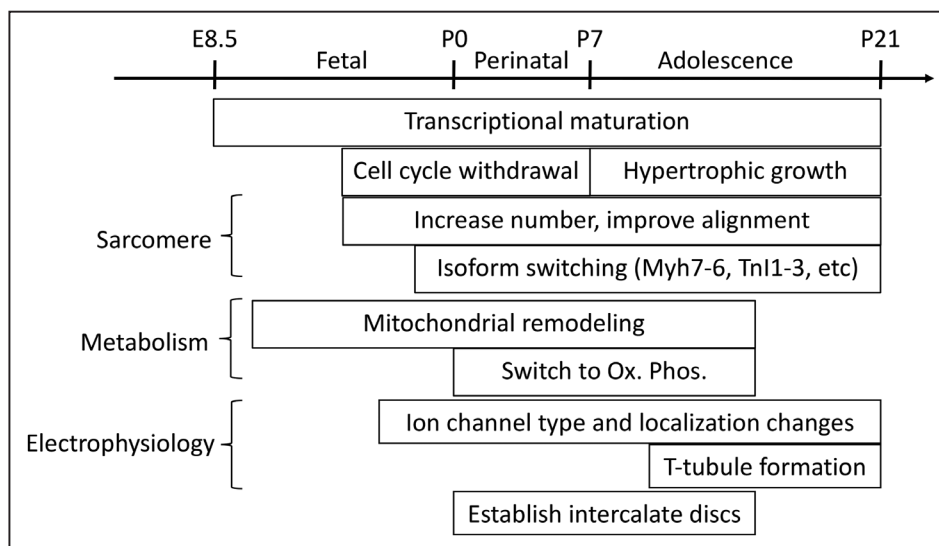 E8.5 P0 P7 P21
Fetal Perinatal Adolescence
Transcriptional maturation
Cell cycle withdrawal Hypertrophic growth
Sarcomere
Increase number, improve alignment
Isoform switching (Myh7-6, TnI1-3, etc)
Metabolism
Mitochondrial remodeling
Switch to Ox. Phos.
Electrophysiology
Ion channel type and localization changes
T-tubule formation
Establish intercalate discs